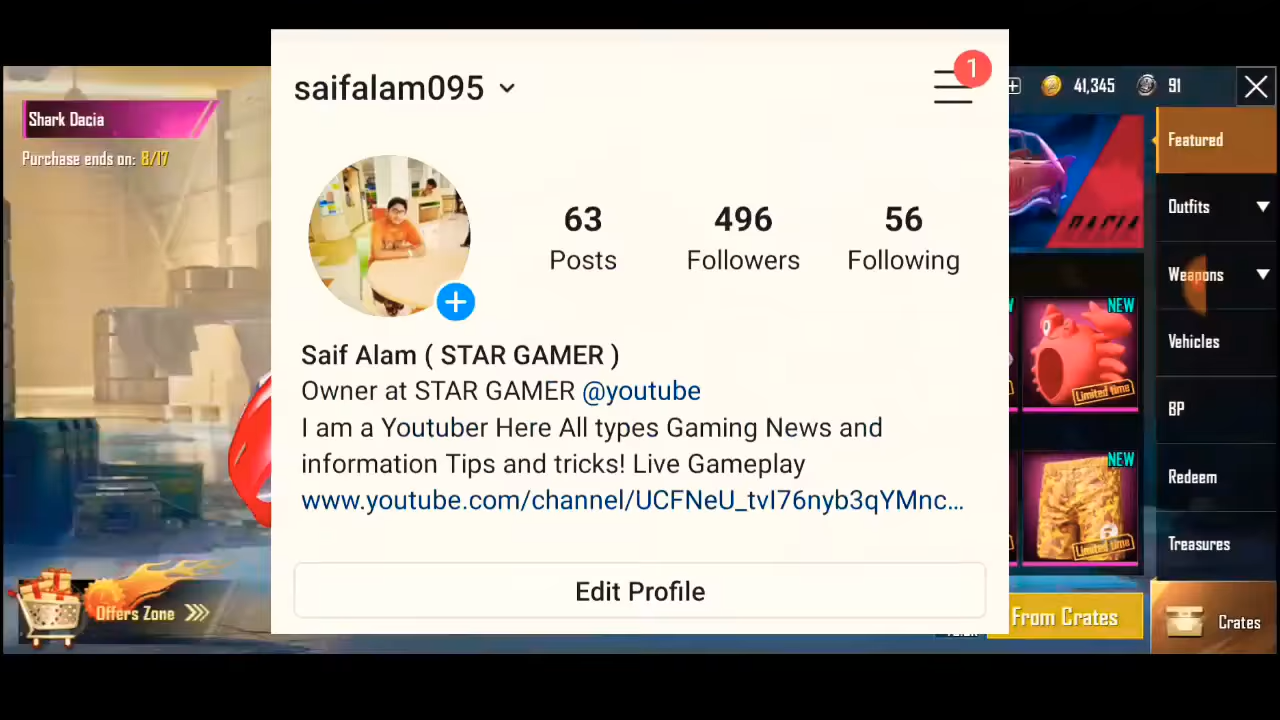 saifalam095
1
63
Posts
496
Followers
56
Following
Saif Alam ( STAR GAMER )
Owner at STAR GAMER @youtube
I am a Youtuber Here All types Gaming News and
information Tips and tricks! Live Gameplay
www.youtube.com/channel/UCFNeU_tvI76nyb3qYMnc...
Edit Profile
Shark Dacia
Purchase ends on: 8/17
Offers Zone
41,345
91
Featured
Outfits
Weapons
Vehicles
BP
Redeem
Treasures
Crates
DACIA
NEW
Limited time
NEW
Limited time
From Crates